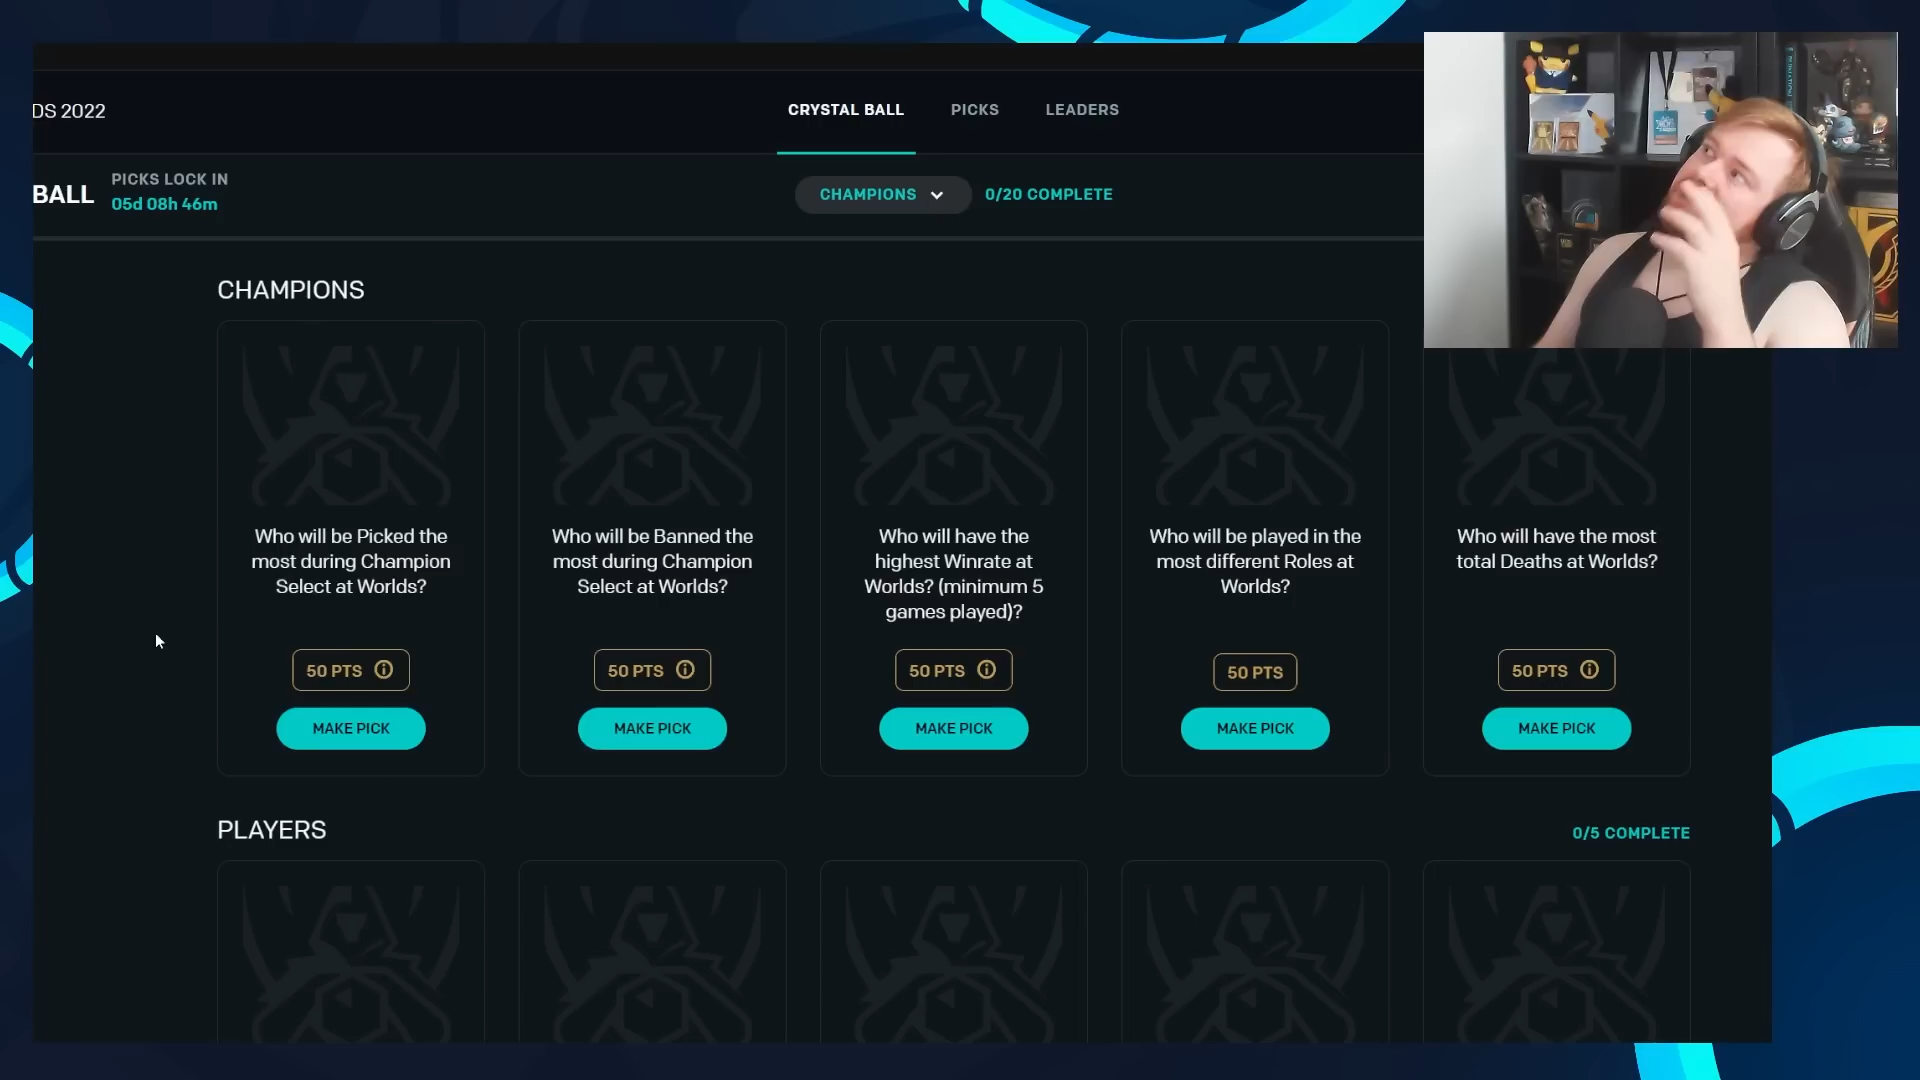 DS 2022
CRYSTAL BALL
PICKS
LEADERS
BALL
PICKS LOCK IN
05d 08h 46m
CHAMPIONS
0/20 COMPLETE
CHAMPIONS
Who will be Picked the
most during Champion
Select at Worlds?
50 PTS
MAKE PICK
Who will be Banned the
most during Champion
Select at Worlds?
50 PTS
MAKE PICK
Who will have the
highest Winrate at
Worlds? (minimum 5
games played)?
50 PTS
MAKE PICK
Who will be played in the
most different Roles at
Worlds?
50 PTS
MAKE PICK
Who will have the most
total Deaths at Worlds?
50 PTS
MAKE PICK
PLAYERS
0/5 COMPLETE